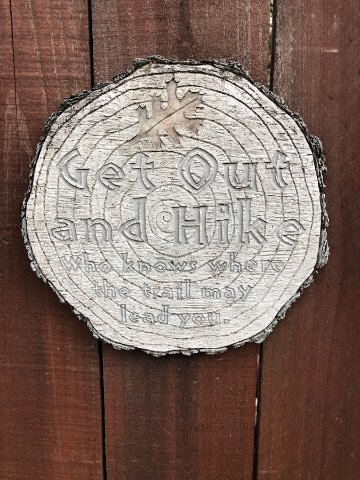 Get Out
and Hike
Who knows where
the trail may
lead you.